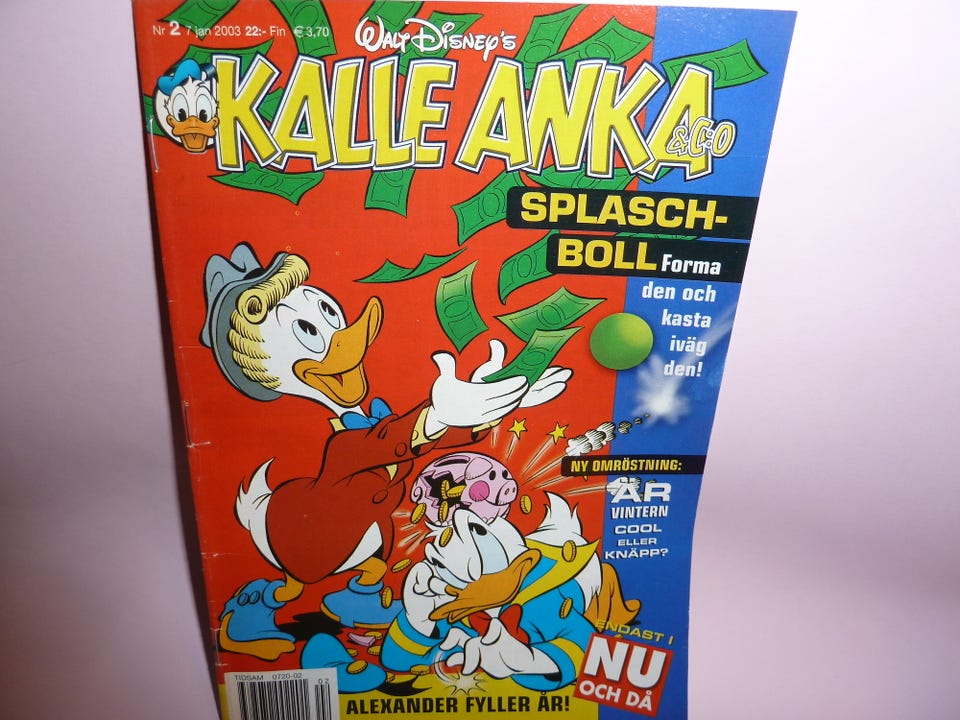 Nr 2 7 jan 2003 22:- Fin € 3,70
WALT DISNEY'S
KALLE ANKA
& C:O
SPLASCH-
BOLL Forma
den och
kasta
iväg
den!
NY OMRÖSTNING:
ÄR
VINTERN
COOL
ELLER
KNÄPP?
ENDAST I
NU
OCH DÅ
TIDSAM 0720-02
02
ALEXANDER FYLLER ÅR!